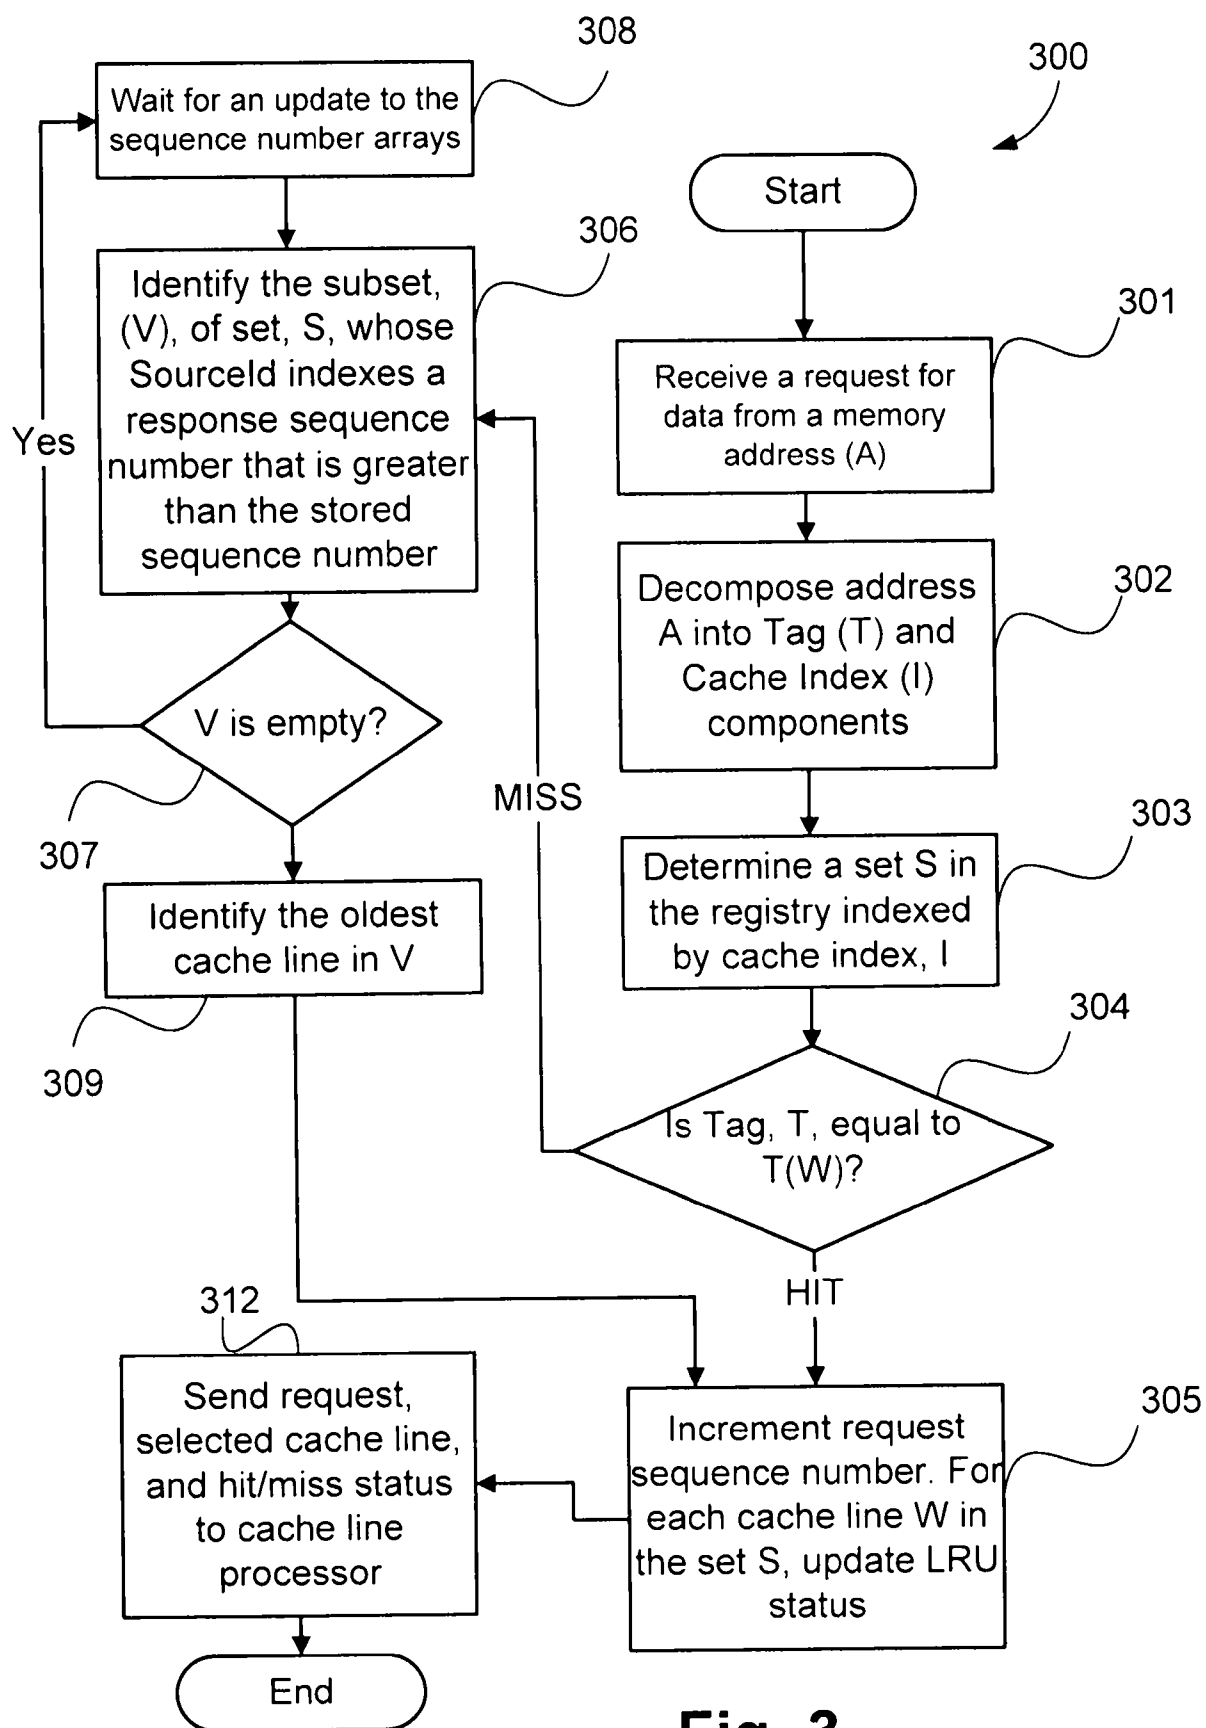 308
300
Wait for an update to the
sequence number arrays
Start
306
Identify the subset,
(V), of set, S, whose
SourceId indexes a
response sequence
number that is greater
than the stored
sequence number
301
Receive a request for
data from a memory
address (A)
Yes
302
Decompose address
A into Tag (T) and
Cache Index (I)
components
V is empty?
MISS
307
303
Determine a set S in
the registry indexed
by cache index, I
Identify the oldest
cache line in V
309
304
Is Tag, T, equal to
T(W)?
HIT
312
Send request,
selected cache line,
and hit/miss status
to cache line
processor
305
Increment request
sequence number. For
each cache line W in
the set S, update LRU
status
End
Fig. 3